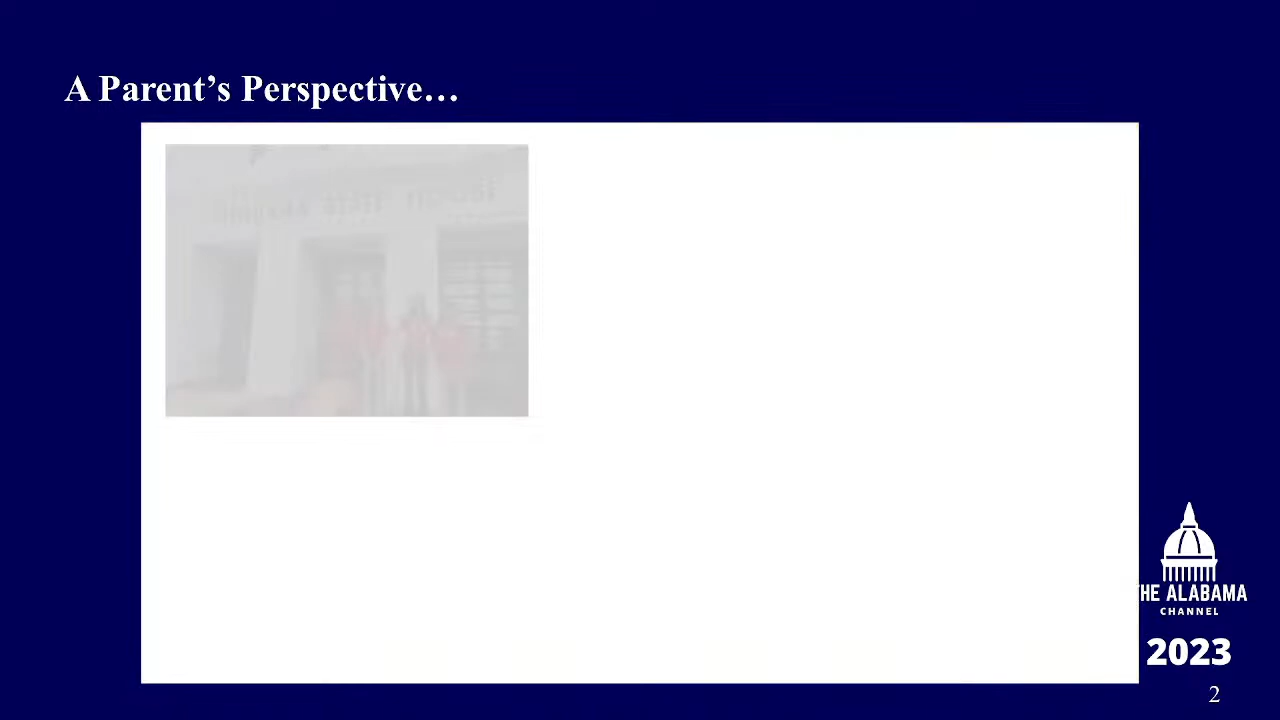 A Parent’s Perspective…
THE ALABAMA
CHANNEL
2023
2